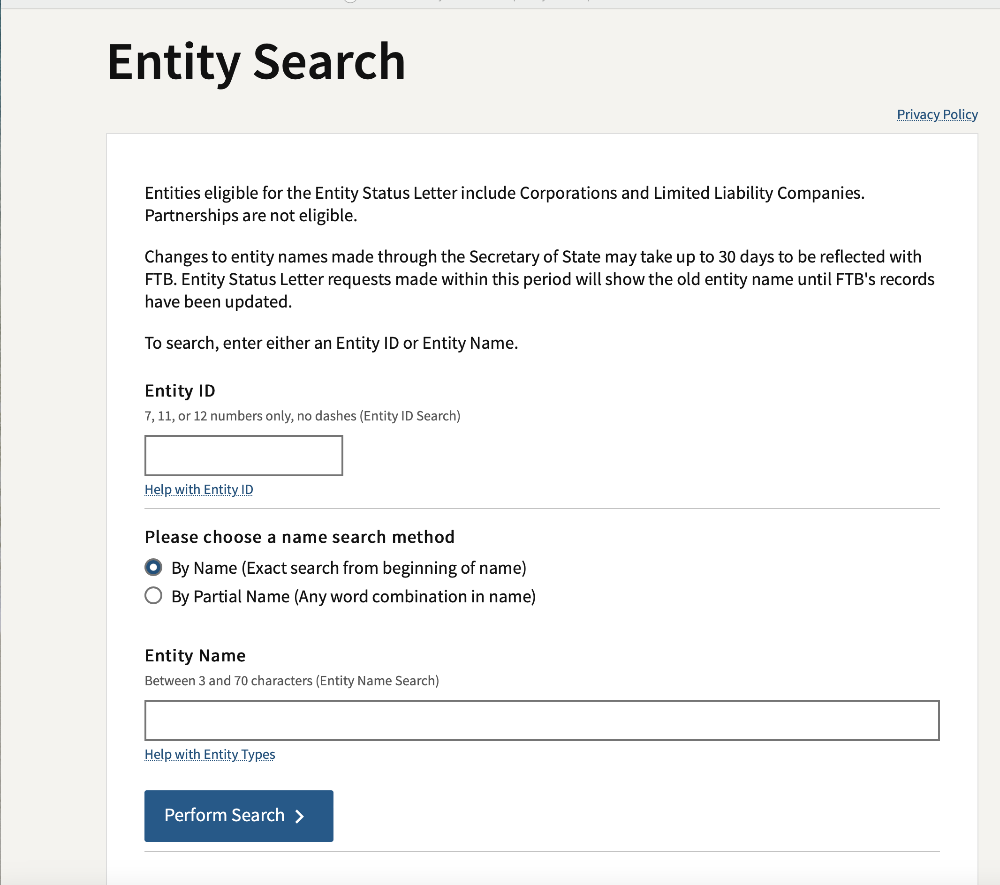 Entity Search
Privacy Policy
Entities eligible for the Entity Status Letter include Corporations and Limited Liability Companies.
Partnerships are not eligible.
Changes to entity names made through the Secretary of State may take up to 30 days to be reflected with
FTB. Entity Status Letter requests made within this period will show the old entity name until FTB's records
have been updated.
To search, enter either an Entity ID or Entity Name.
Entity ID
7, 11, or 12 numbers only, no dashes (Entity ID Search)
Help with Entity ID
Please choose a name search method
By Name (Exact search from beginning of name)
By Partial Name (Any word combination in name)
Entity Name
Between 3 and 70 characters (Entity Name Search)
Help with Entity Types
Perform Search